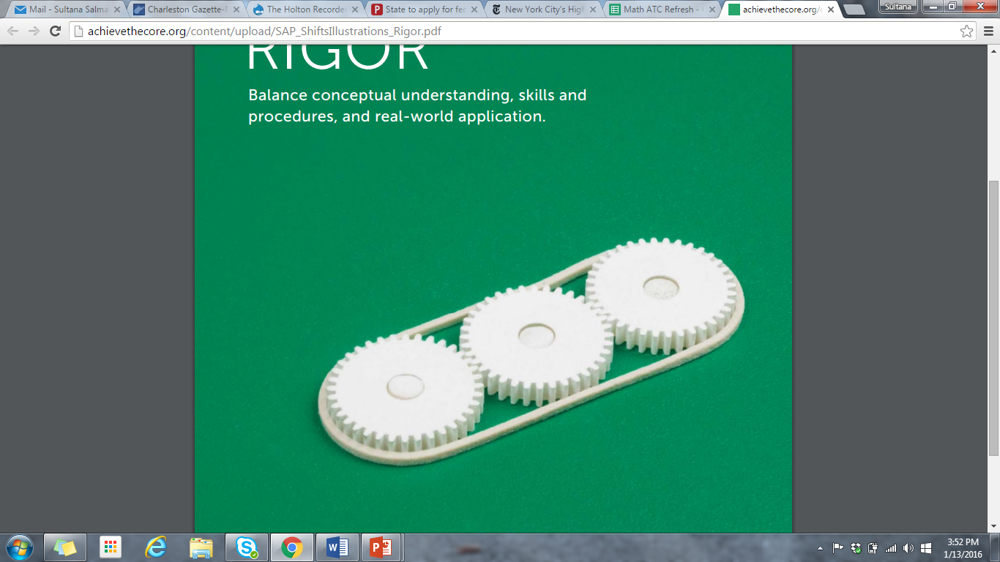 Mail - Sultana Salma
Charleston Gazette-
The Holton Recorde
State to apply for fed
New York City's High
Math ATC Refresh -
achievethecore.org/
Sultana
achievethecore.org/content/upload/SAP_ShiftsIllustrations_Rigor.pdf
RIGOR
Balance conceptual understanding, skills and
procedures, and real-world application.
3:52 PM
1/13/2016